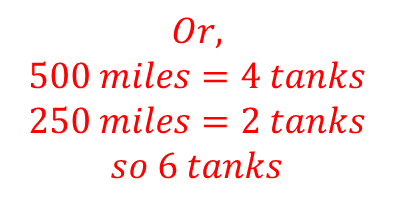 Or,
500 miles = 4 tanks
250 miles = 2 tanks
so 6 tanks